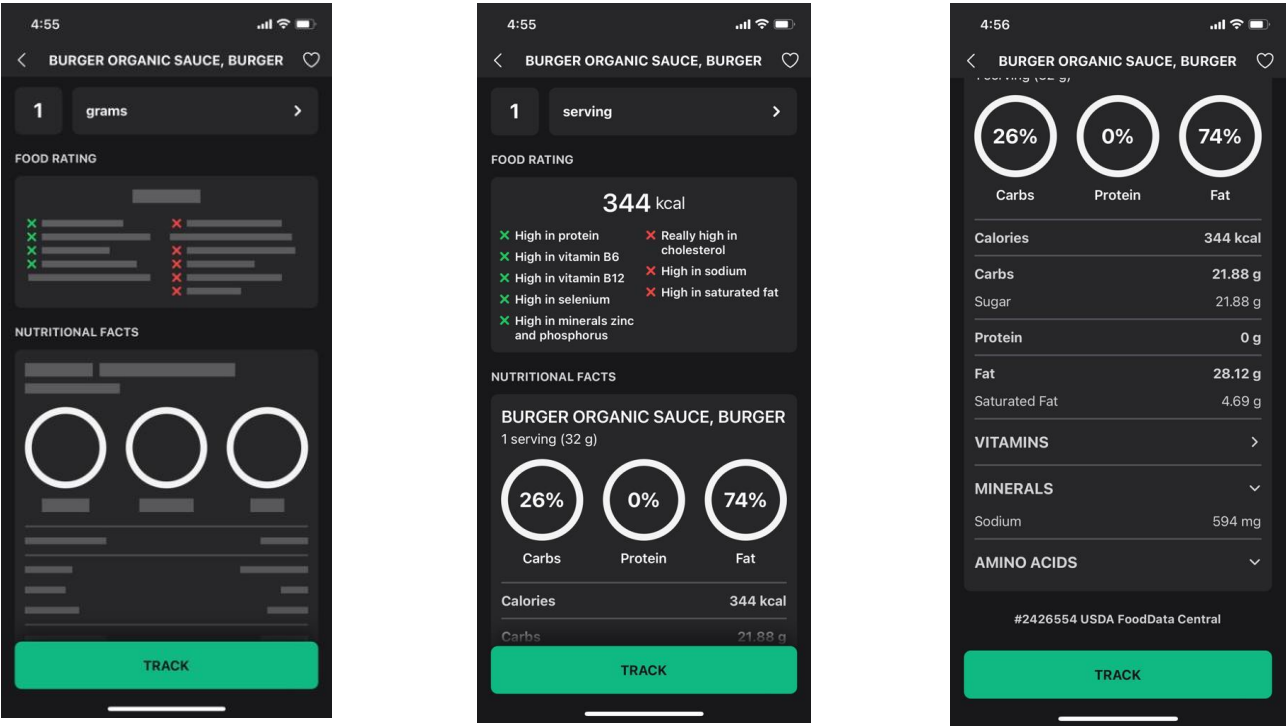 4:55
BURGER ORGANIC SAUCE, BURGER
1
grams
FOOD RATING
NUTRITIONAL FACTS
TRACK
4:55
BURGER ORGANIC SAUCE, BURGER
1
serving
FOOD RATING
344 kcal
High in protein
High in vitamin B6
High in vitamin B12
High in selenium
High in minerals zinc
and phosphorus
Really high in
cholesterol
High in sodium
High in saturated fat
NUTRITIONAL FACTS
BURGER ORGANIC SAUCE, BURGER
1 serving (32 g)
26%
0%
74%
Carbs
Protein
Fat
Calories 344 kcal
Carbs 21.88 g
TRACK
4:56
BURGER ORGANIC SAUCE, BURGER
1 serving (32 g)
26%
0%
74%
Carbs
Protein
Fat
Calories 344 kcal
Carbs 21.88 g
Sugar 21.88 g
Protein 0 g
Fat 28.12 g
Saturated Fat 4.69 g
VITAMINS
MINERALS
Sodium 594 mg
AMINO ACIDS
#2426554 USDA FoodData Central
TRACK